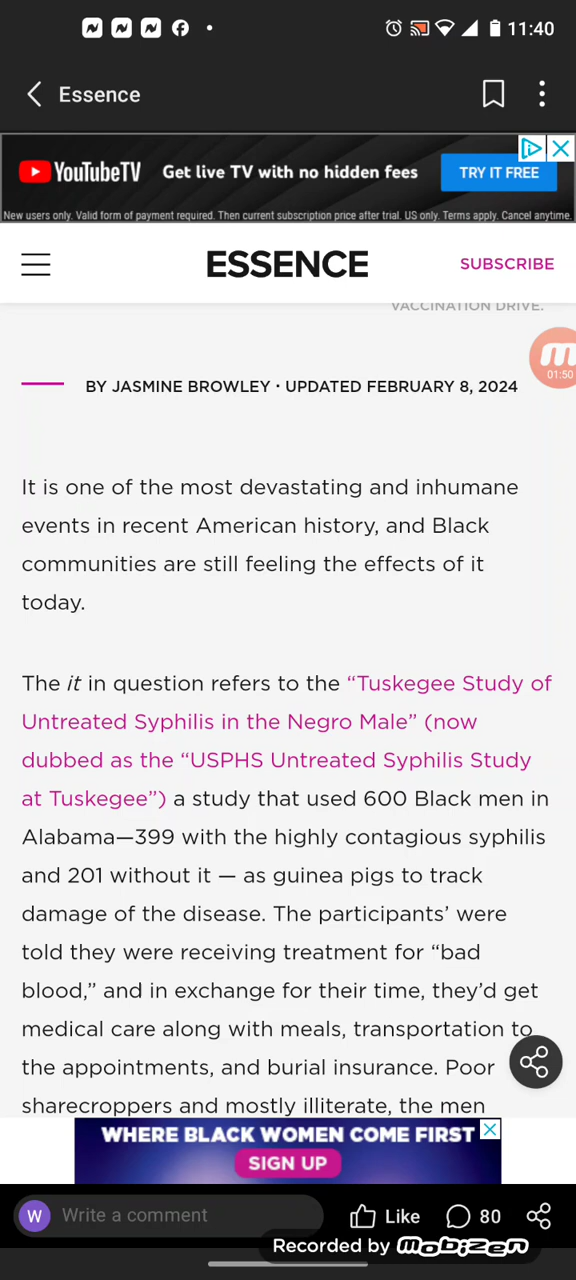 11:40
Essence
YouTubeTV Get live TV with no hidden fees TRY IT FREE
New users only. Valid form of payment required. Then current subscription price after trial. US only. Terms apply. Cancel anytime.
ESSENCE SUBSCRIBE
VACCINATION DRIVE.
01:50
BY JASMINE BROWLEY · UPDATED FEBRUARY 8, 2024
It is one of the most devastating and inhumane
events in recent American history, and Black
communities are still feeling the effects of it
today.
The it in question refers to the “Tuskegee Study of
Untreated Syphilis in the Negro Male” (now
dubbed as the “USPHS Untreated Syphilis Study
at Tuskegee”) a study that used 600 Black men in
Alabama—399 with the highly contagious syphilis
and 201 without it — as guinea pigs to track
damage of the disease. The participants’ were
told they were receiving treatment for “bad
blood,” and in exchange for their time, they’d get
medical care along with meals, transportation to
the appointments, and burial insurance. Poor
sharecroppers and mostly illiterate, the men
WHERE BLACK WOMEN COME FIRST
SIGN UP
W Write a comment Like 80
Recorded by mobizen